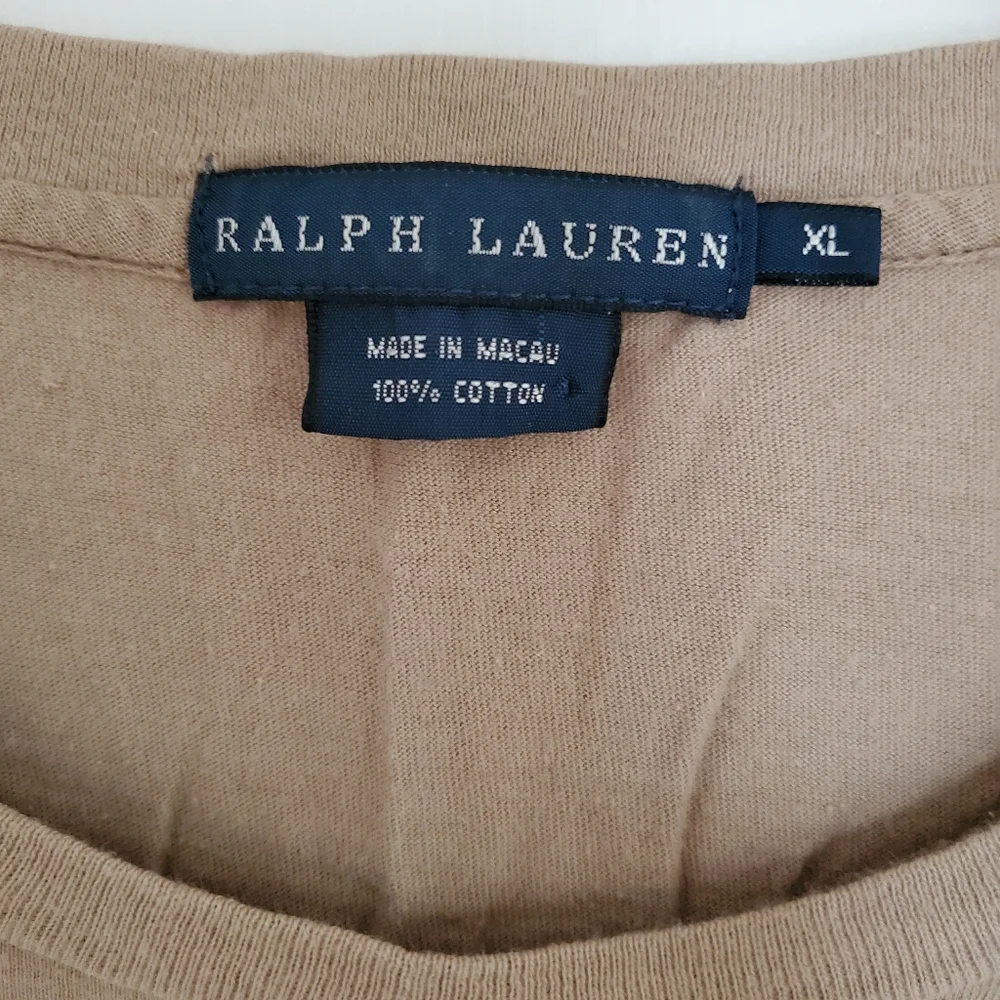 RALPH LAUREN
XL
MADE IN MACAU
100% COTTON